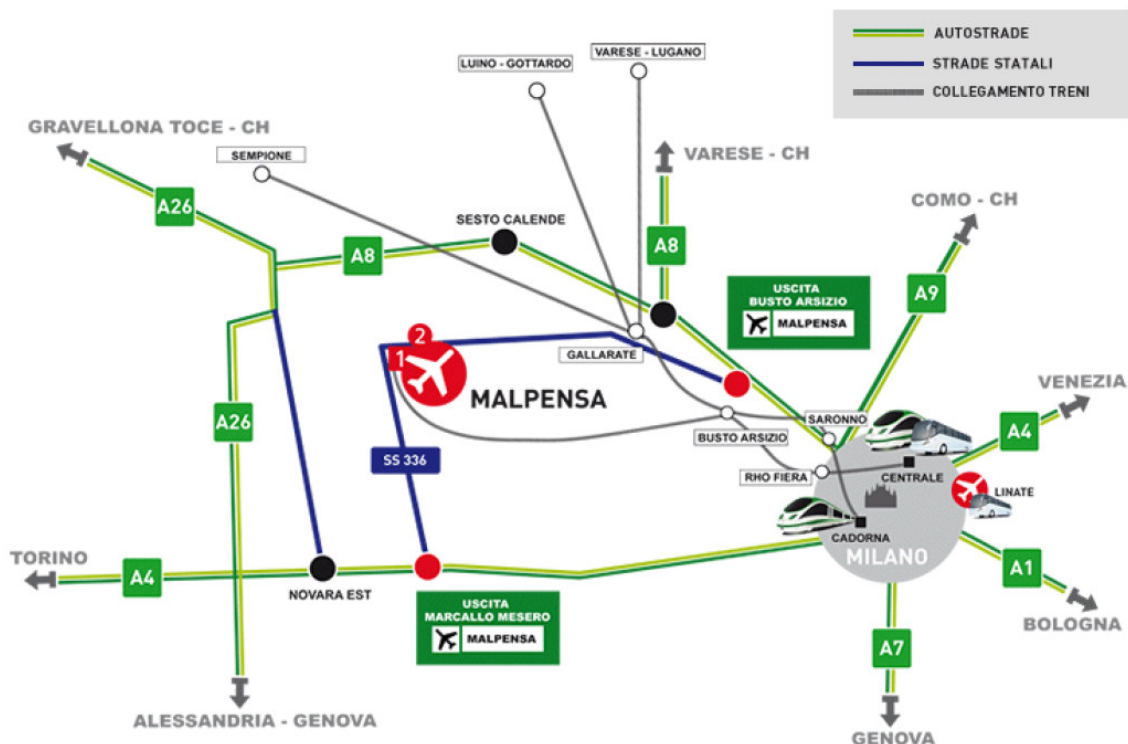 AUTOSTRADE
STRADE STATALI
COLLEGAMENTO TRENI
VARESE - LUGANO
LUINO - GOTTARDO
GRAVELLONA TOCE - CH
SEMPIONE
VARESE - CH
COMO - CH
A26
SESTO CALENDE
A8
A8
A9
USCITA
BUSTO ARSIZIO
MALPENSA
2
1
GALLARATE
MALPENSA
VENEZIA
A26
SARONNO
A4
BUSTO ARSIZIO
SS 336
RHO FIERA
CENTRALE
LINATE
CADORNA
MILANO
TORINO
A4
NOVARA EST
A1
USCITA
MARCALLO MESERO
MALPENSA
BOLOGNA
A7
ALESSANDRIA - GENOVA
GENOVA